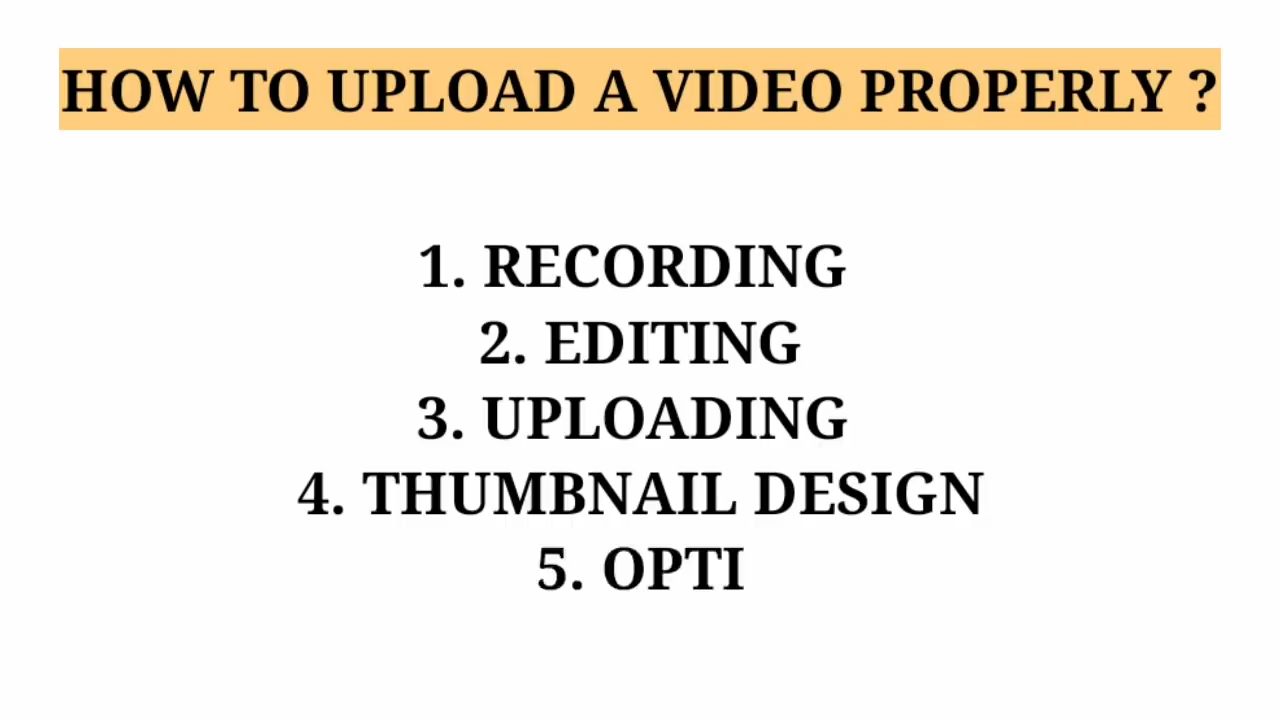 HOW TO UPLOAD A VIDEO PROPERLY ?
1. RECORDING
2. EDITING
3. UPLOADING
4. THUMBNAIL DESIGN
5. OPTI